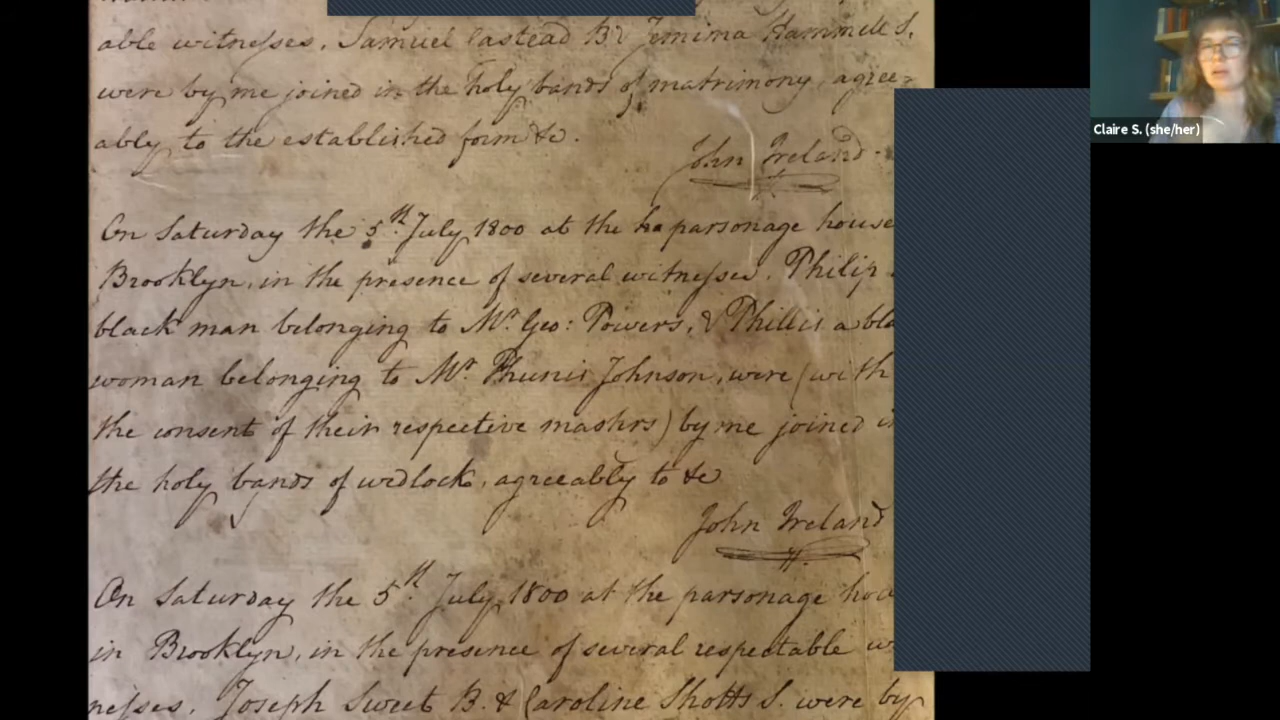 able witnesses. Samuel Eastead B. & Jemima Hammell S.
were by me joined in the holy bands of matrimony, agree-
ably to the established form &c.
John Ireland.
On Saturday the 5th. July 1800 at the parsonage house
Brooklyn, in the presence of several witnesses. Philip
black man belonging to Mr. Geo: Powers, & Phillis a bla
woman belonging to Mr. Theunis Johnson, were (with
the consent of their respective masters) by me joined in
the holy bands of wedlock, agreeably to &c
John Ireland
On Saturday the 5th. July 1800 at the parsonage hou
in Brooklyn, in the presence of several respectable w
nesses. Joseph Sweet B. & Caroline Shotts S. were by
Claire S. (she/her)